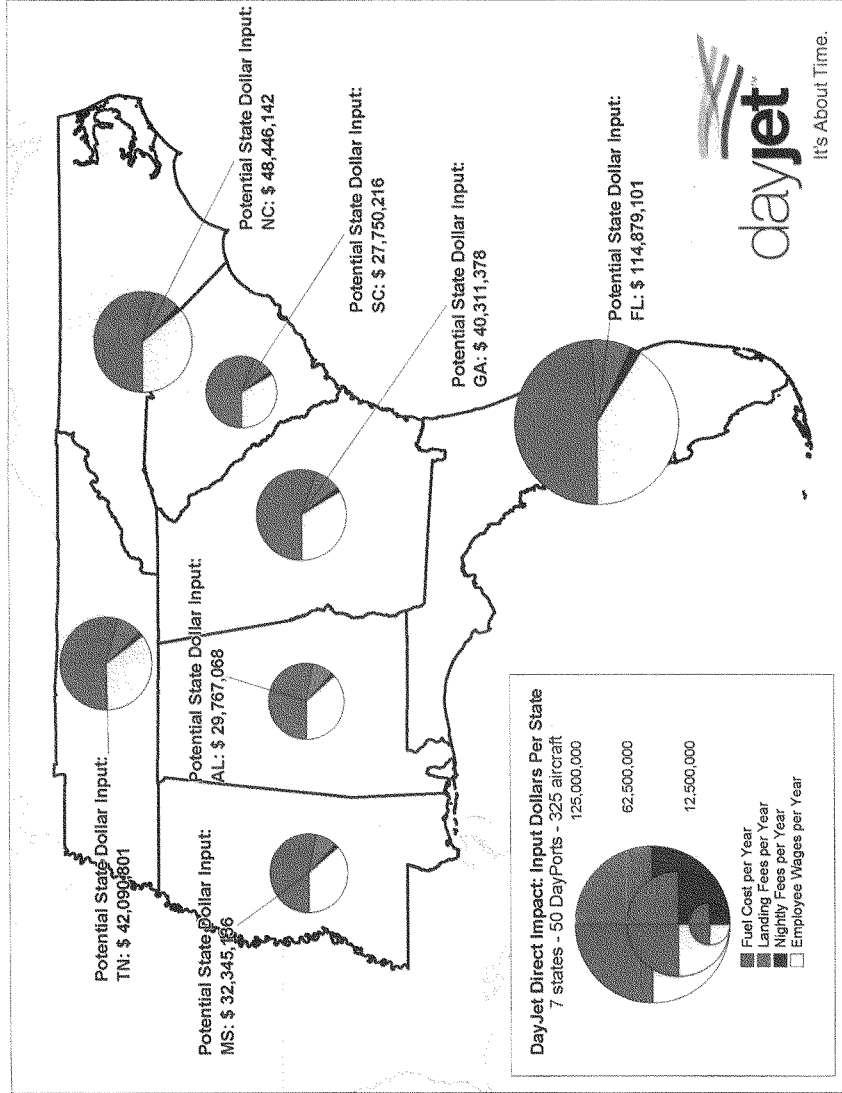 Potential State Dollar Input:
TN: $ 42,090,801
Potential State Dollar Input:
MS: $ 32,345,186
Potential State Dollar Input:
AL: $ 29,767,068
Potential State Dollar Input:
NC: $ 48,446,142
Potential State Dollar Input:
SC: $ 27,750,216
Potential State Dollar Input:
GA: $ 40,311,378
Potential State Dollar Input:
FL: $ 114,879,101
DayJet Direct Impact: Input Dollars Per State
7 states - 50 DayPorts - 325 aircraft
125,000,000
62,500,000
12,500,000
Fuel Cost per Year
Landing Fees per Year
Nightly Fees per Year
Employee Wages per Year
dayjet™
It's About Time.